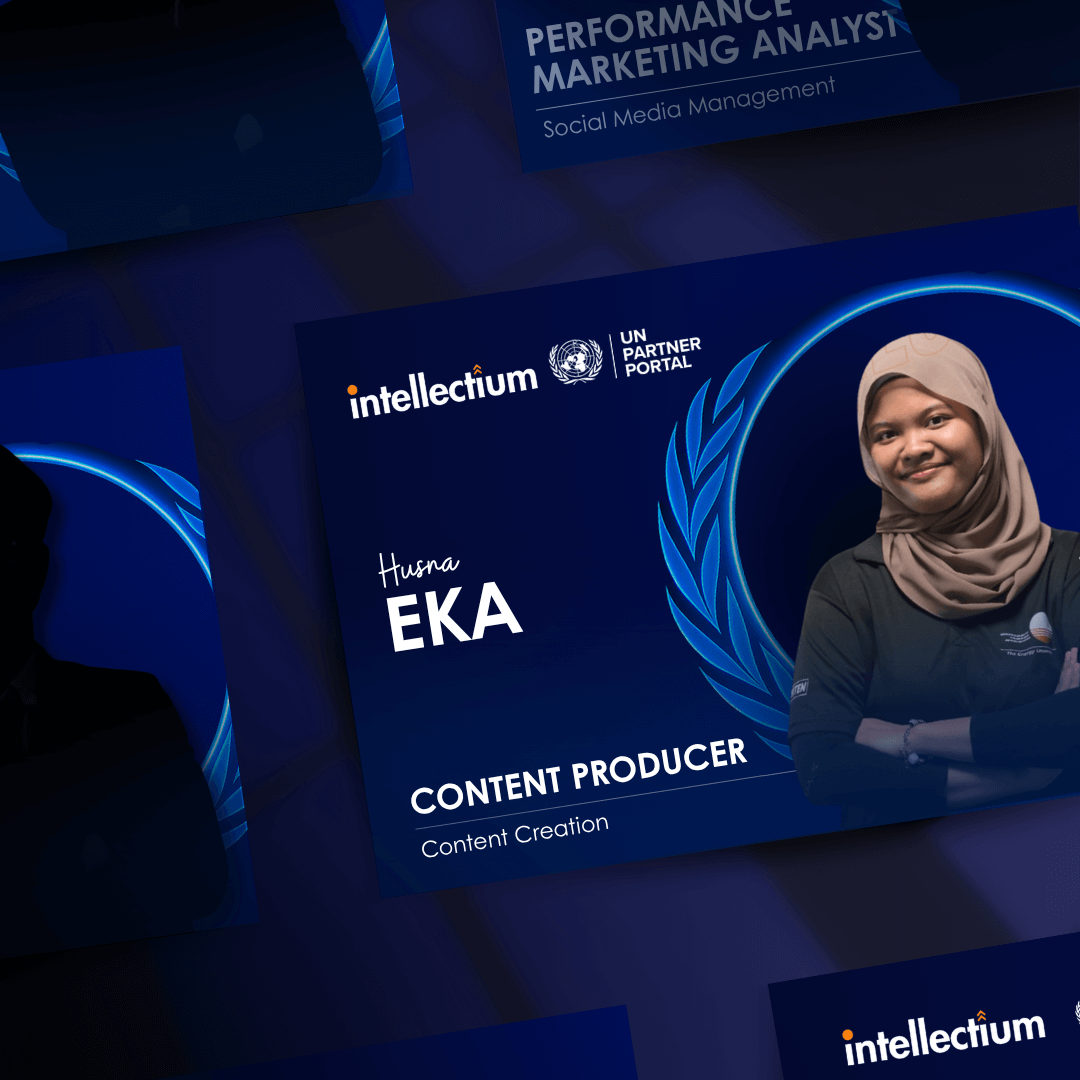 PERFORMANCE
MARKETING ANALYST
Social Media Management
intellectium
UN
PARTNER
PORTAL
Husna
EKA
CONTENT PRODUCER
Content Creation
intellectium